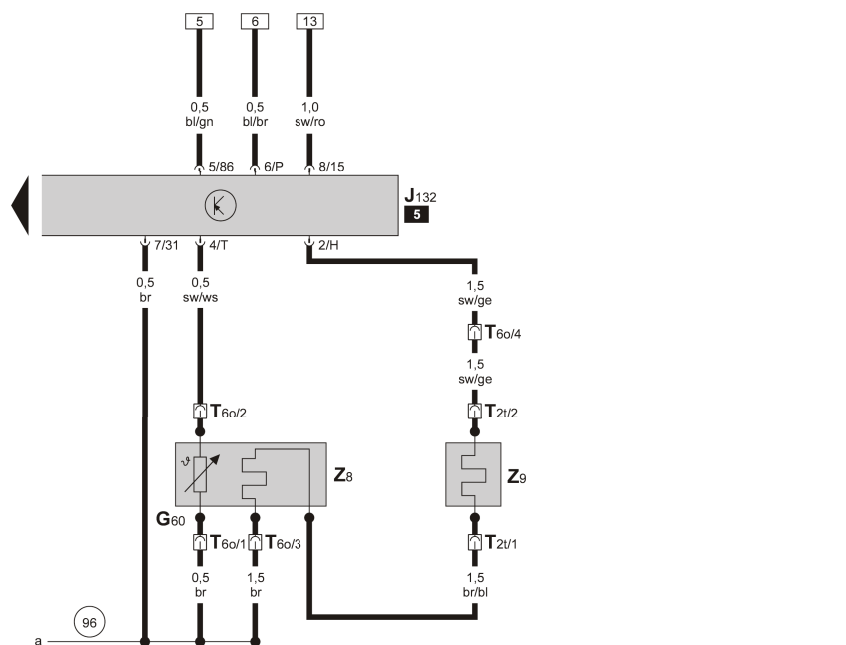 5 6 13
0,5 0,5 1,0
bl/gn bl/br sw/ro
5/86 6/P 8/15
J132
5
7/31 4/T 2/H
0,5 0,5 1,5
br sw/ws sw/ge
T6o/4
1,5
sw/ge
T6o/2 T2t/2
ϑ
Z8 Z9
G60
T6o/1 T6o/3 T2t/1
0,5 1,5 1,5
br br br/bl
96
a